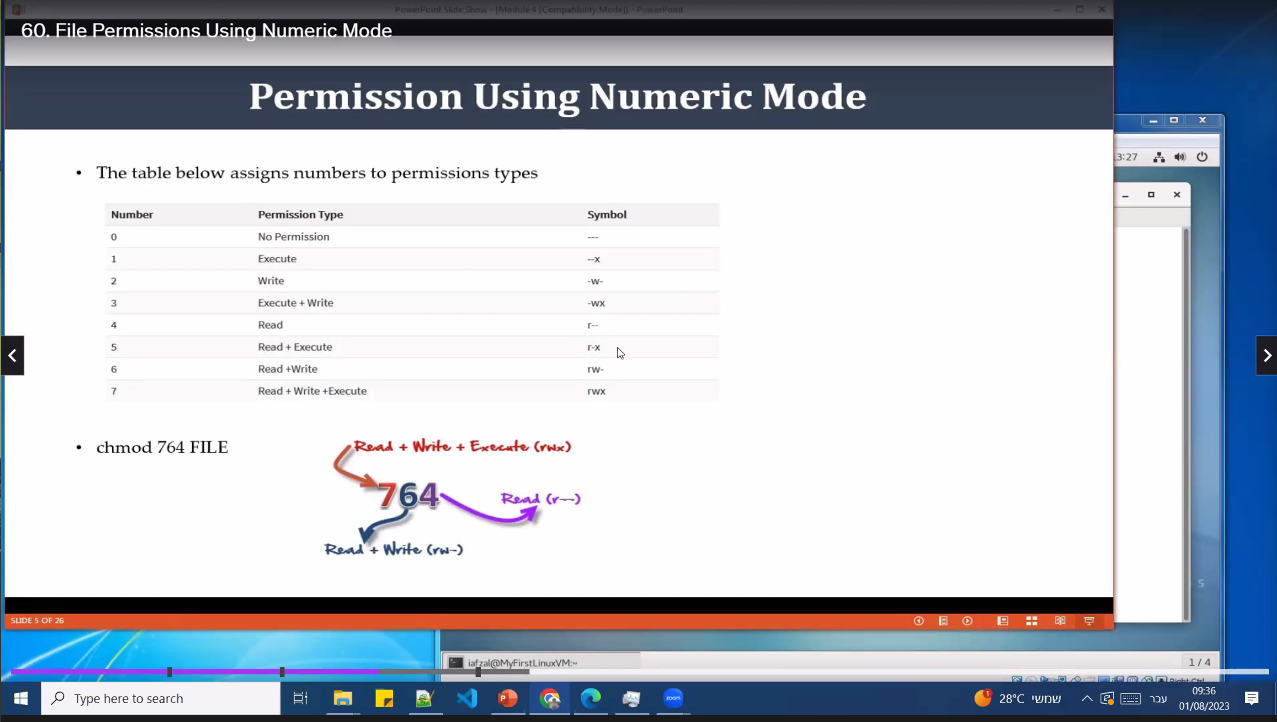 PowerPoint Slide Show - [Module 4 [Compatibility Mode]] - PowerPoint
60. File Permissions Using Numeric Mode
Permission Using Numeric Mode
• The table below assigns numbers to permissions types
Number Permission Type Symbol
0 No Permission ---
1 Execute --x
2 Write -w-
3 Execute + Write -wx
4 Read r--
5 Read + Execute r-x
6 Read +Write rw-
7 Read + Write +Execute rwx
• chmod 764 FILE
Read + Write + Execute (rwx)
764
Read (r--)
Read + Write (rw-)
SLIDE 5 OF 26
3:27
S
iafzal@MyFirstLinuxVM:~
1 / 4
Right Ctrl
Type here to search
zoom
1
28°C שמשי
עבר
09:36
01/08/2023